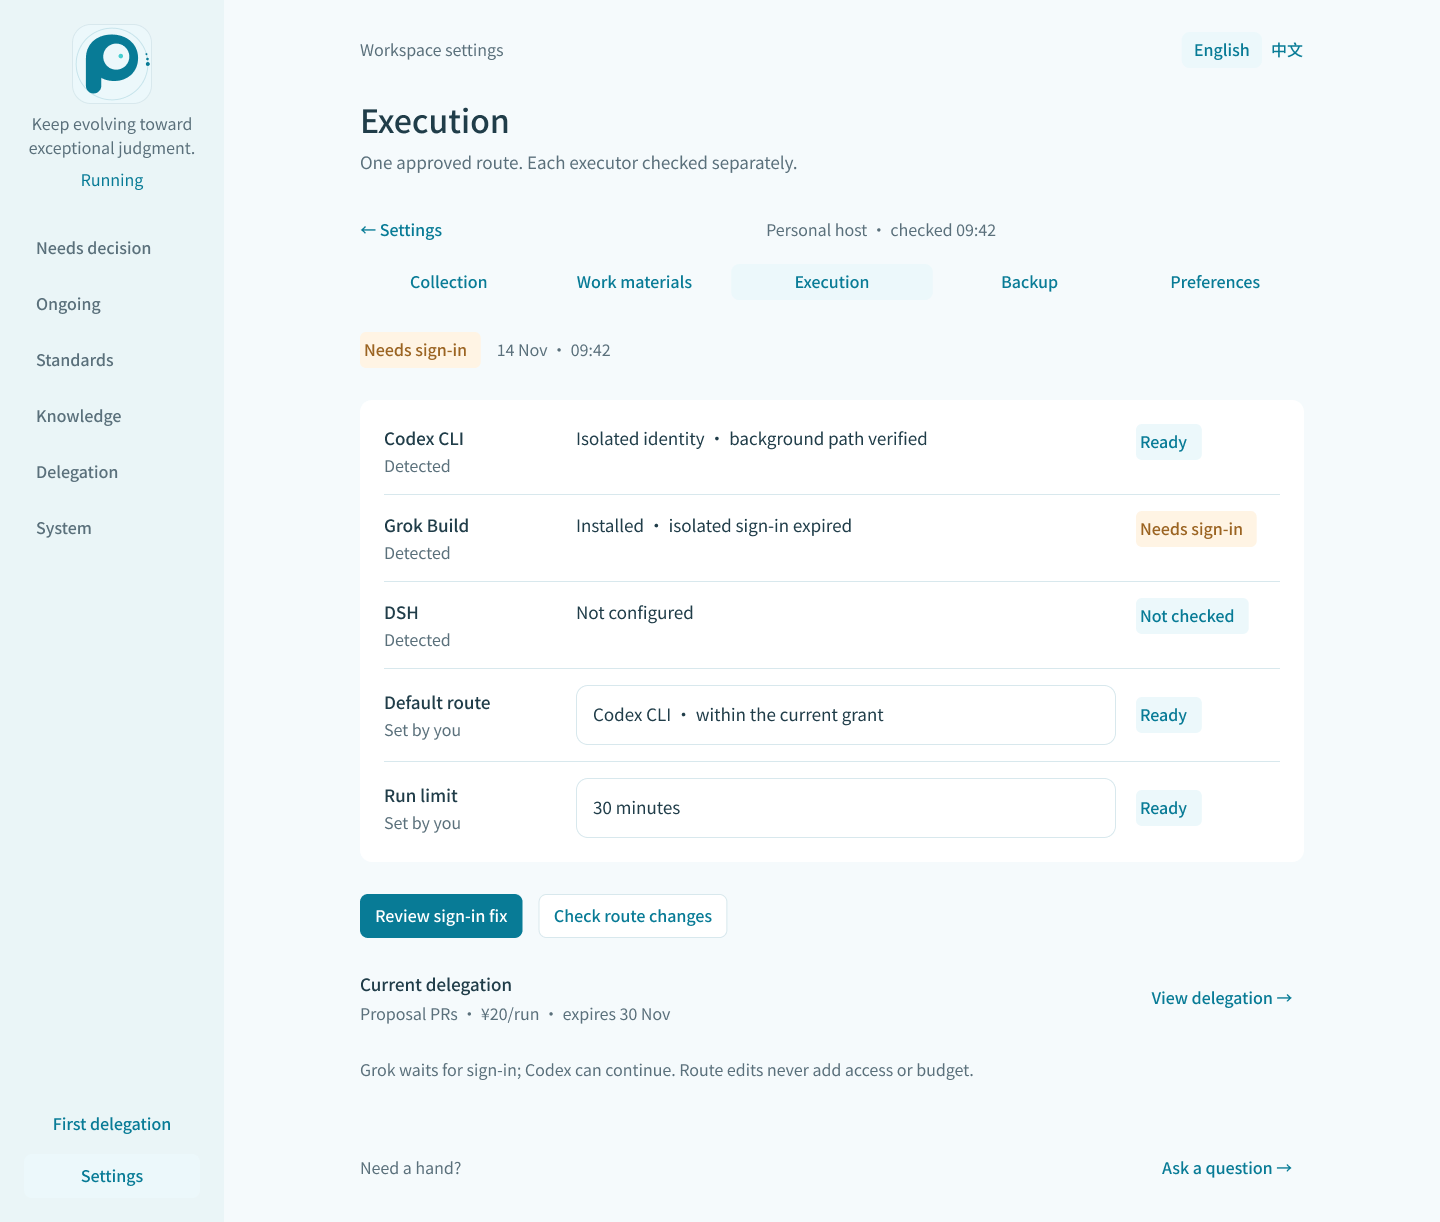 Keep evolving toward
exceptional judgment.
Running
Needs decision
Ongoing
Standards
Knowledge
Delegation
System
First delegation
Settings
Workspace settings
English 中文
Execution
One approved route. Each executor checked separately.
← Settings
Personal host • checked 09:42
Collection Work materials Execution Backup Preferences
Needs sign-in 14 Nov • 09:42
Codex CLI Isolated identity • background path verified Ready
Detected
Grok Build Installed • isolated sign-in expired Needs sign-in
Detected
DSH Not configured Not checked
Detected
Default route Codex CLI • within the current grant Ready
Set by you
Run limit 30 minutes Ready
Set by you
Review sign-in fix Check route changes
Current delegation
Proposal PRs • ¥20/run • expires 30 Nov
View delegation →
Grok waits for sign-in; Codex can continue. Route edits never add access or budget.
Need a hand? Ask a question →